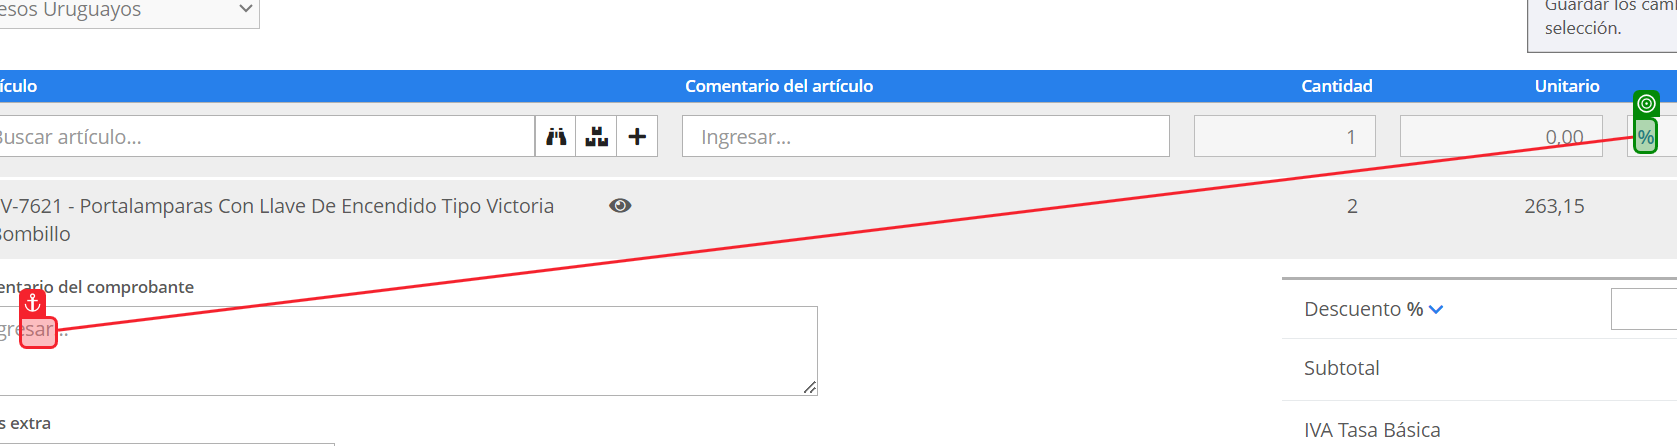 esos Uruguayos
Guardar los cam
selección.
ículo
Comentario del artículo
Cantidad
Unitario
Buscar artículo...
Ingresar...
1
0,00
%
V-7621 - Portalamparas Con Llave De Encendido Tipo Victoria
Bombillo
2
263,15
entario del comprobante
gresar...
Descuento %
Subtotal
s extra
IVA Tasa Básica